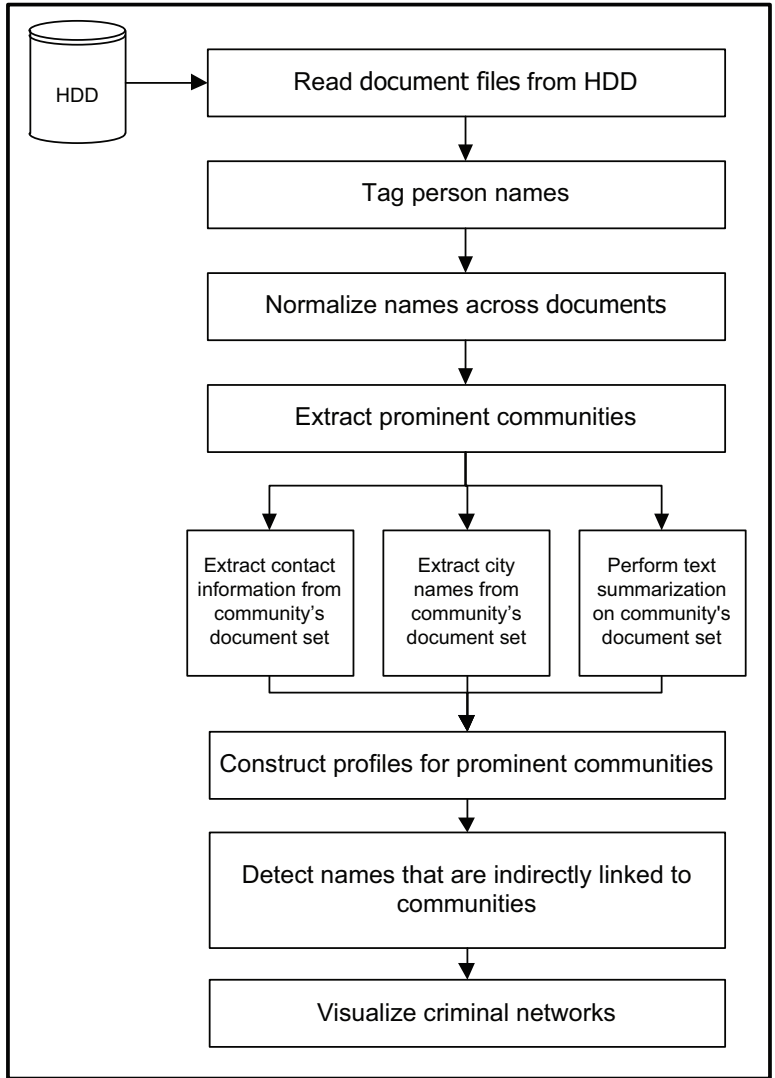 HDD
Read document files from HDD
Tag person names
Normalize names across documents
Extract prominent communities
Extract contact
information from
community’s
document set
Extract city
names from
community’s
document set
Perform text
summarization
on community's
document set
Construct profiles for prominent communities
Detect names that are indirectly linked to
communities
Visualize criminal networks